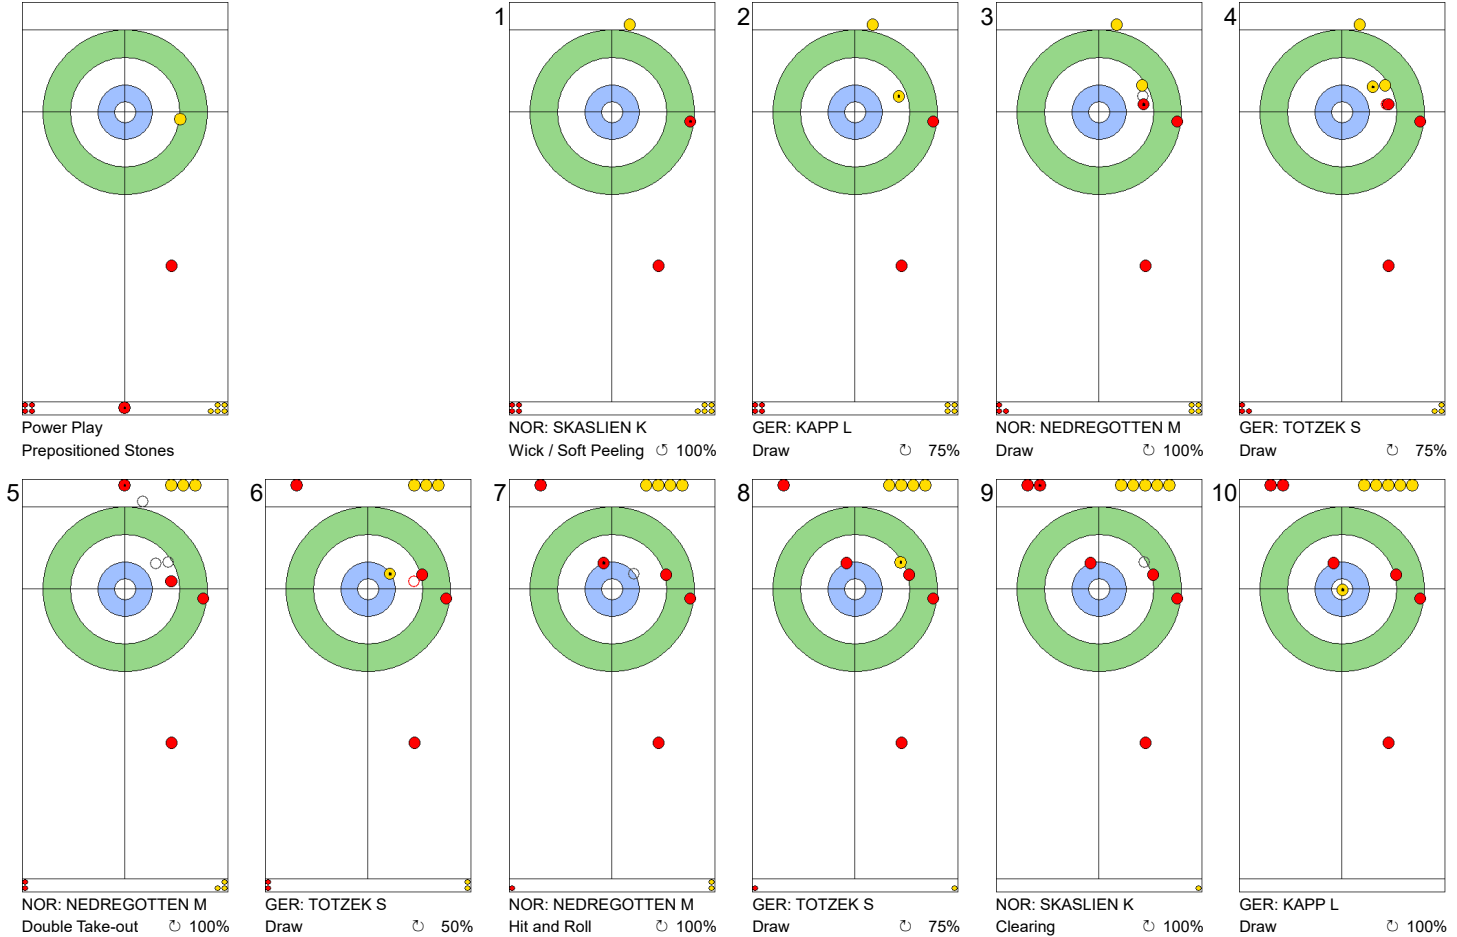 1
2
3
4
Power Play
Prepositioned Stones
NOR: SKASLIEN K
Wick / Soft Peeling ↺ 100%
GER: KAPP L
Draw ↻ 75%
NOR: NEDREGOTTEN M
Draw ↻ 100%
GER: TOTZEK S
Draw ↻ 75%
5
6
7
8
9
10
NOR: NEDREGOTTEN M
Double Take-out ↻ 100%
GER: TOTZEK S
Draw ↻ 50%
NOR: NEDREGOTTEN M
Hit and Roll ↻ 100%
GER: TOTZEK S
Draw ↻ 75%
NOR: SKASLIEN K
Clearing ↻ 100%
GER: KAPP L
Draw ↻ 100%